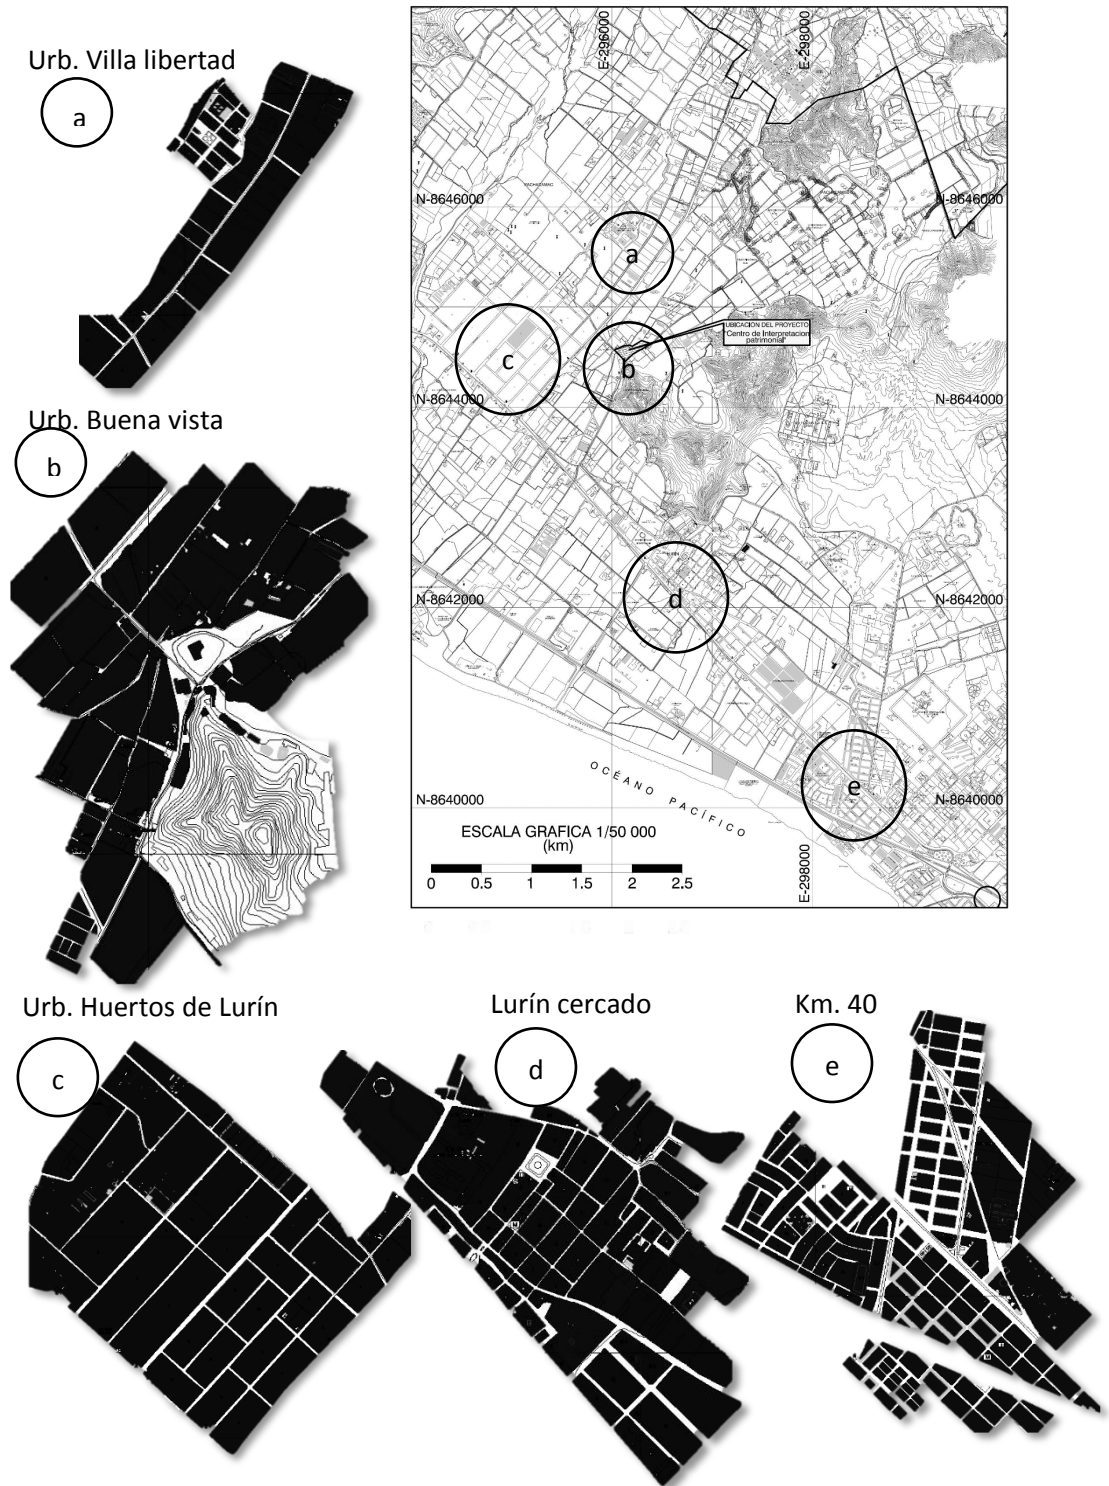 Urb. Villa libertad
a
Urb. Buena vista
b
E-296000
E-298000
N-8646000
N-8646000
a
UBICACION DEL PROYECTO
"Centro de Interpretacion
patrimonial"
c
b
N-8644000
N-8644000
d
N-8642000
N-8642000
OCÉANO PACÍFICO
e
N-8640000
N-8640000
ESCALA GRAFICA 1/50 000
(km)
0 0.5 1 1.5 2 2.5
E-298000
Urb. Huertos de Lurín
c
Lurín cercado
d
Km. 40
e